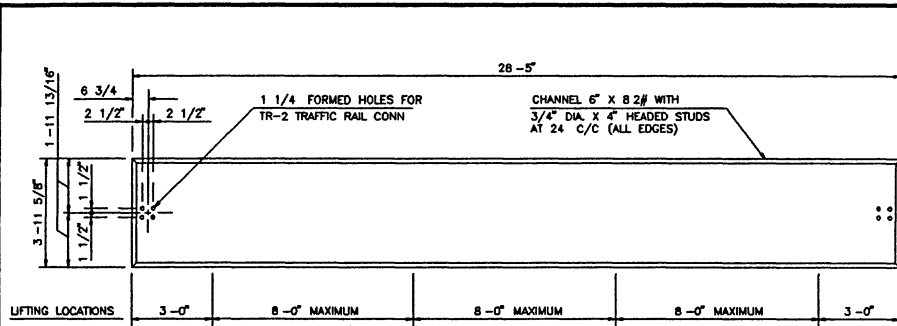 28-5"
1-11 13/16"
6 3/4
2 1/2" 2 1/2"
1 1/4 FORMED HOLES FOR
TR-2 TRAFFIC RAIL CONN
CHANNEL 6" X 8 2# WITH
3/4" DIA. X 4" HEADED STUDS
AT 24 C/C (ALL EDGES)
3-11 5/8"
1 1/2"
1 1/2"
LIFTING LOCATIONS 3-0" 8-0" MAXIMUM 8-0" MAXIMUM 8-0" MAXIMUM 3-0"